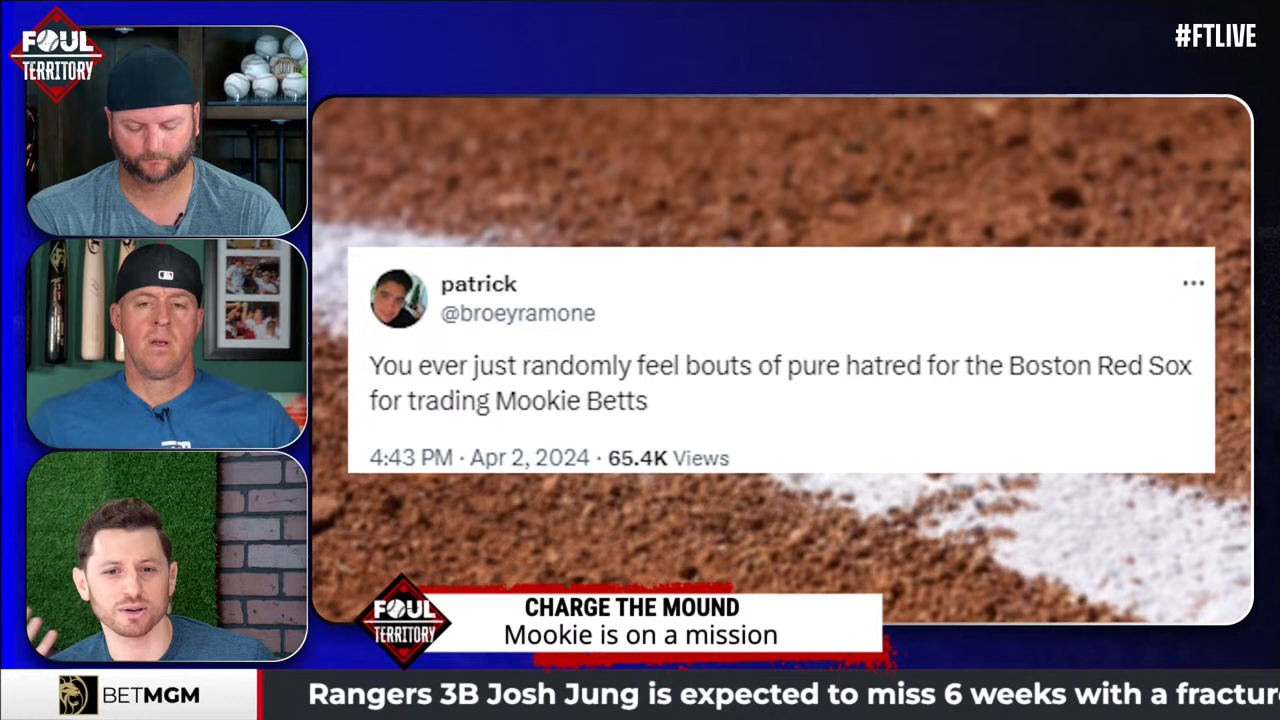 FOUL
TERRITORY
#FTLIVE
patrick
@broeyramone
You ever just randomly feel bouts of pure hatred for the Boston Red Sox
for trading Mookie Betts
4:43 PM · Apr 2, 2024 · 65.4K Views
FOUL
TERRITORY
CHARGE THE MOUND
Mookie is on a mission
BETMGM
Rangers 3B Josh Jung is expected to miss 6 weeks with a fractur